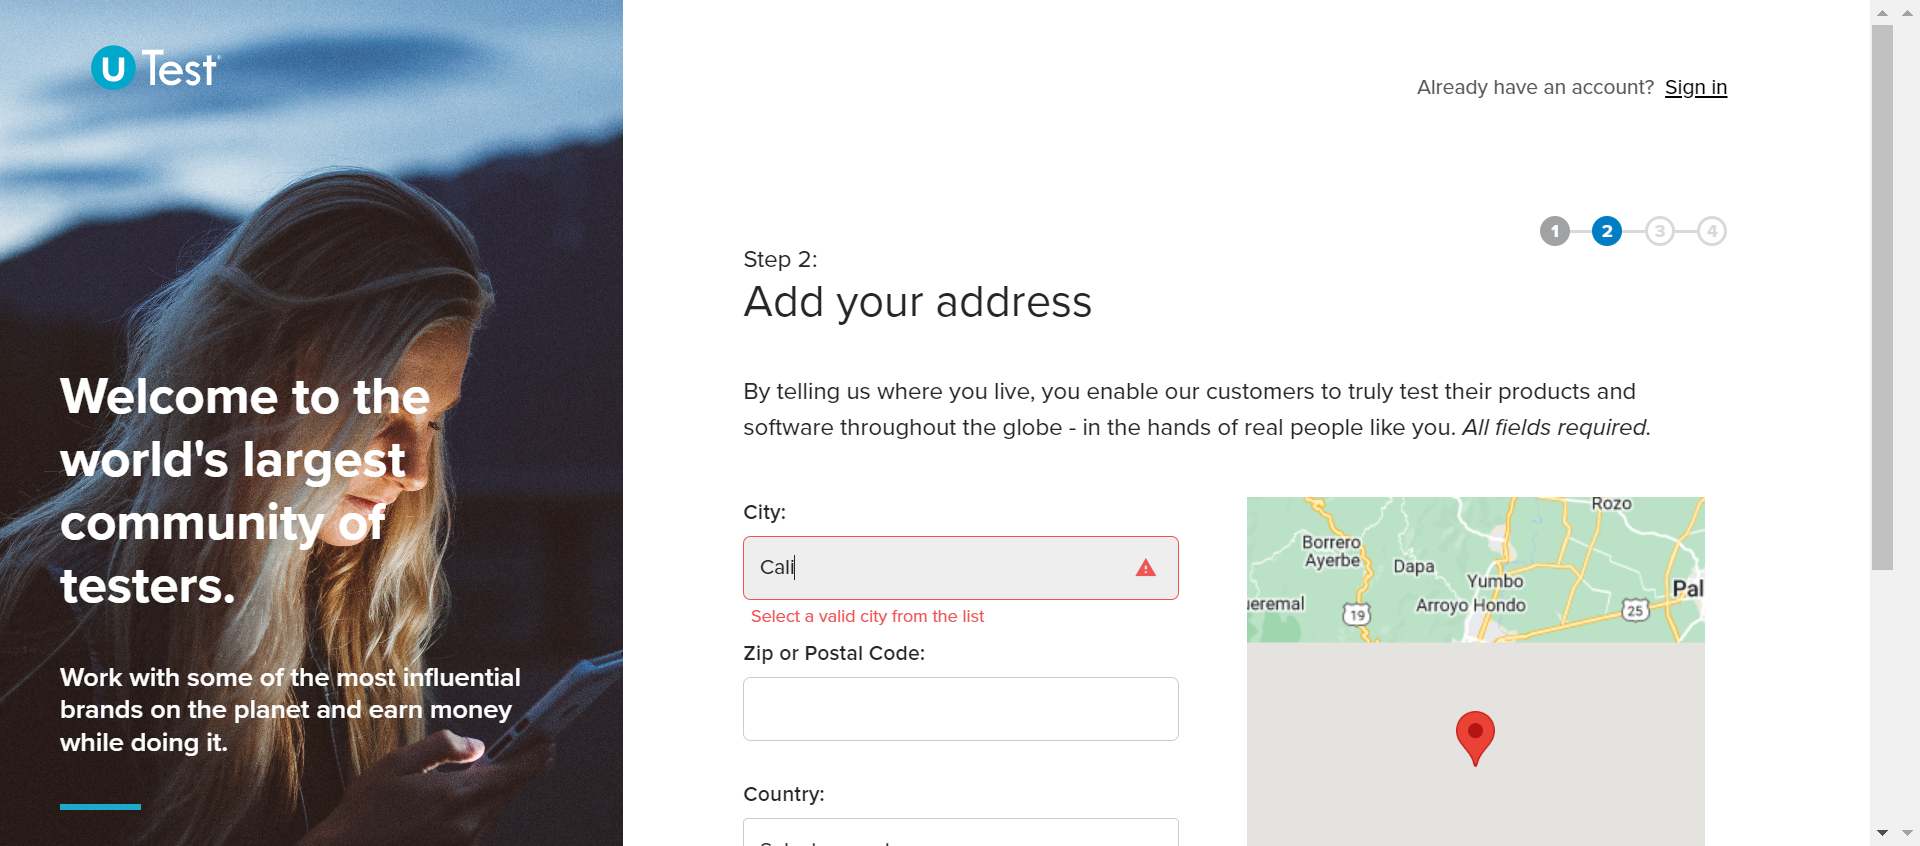 U Test
Already have an account? Sign in
1 2 3 4
Step 2:
Add your address
Welcome to the
world's largest
community of
testers.
Work with some of the most influential
brands on the planet and earn money
while doing it.
By telling us where you live, you enable our customers to truly test their products and
software throughout the globe - in the hands of real people like you. All fields required.
City:
Cali
Select a valid city from the list
Zip or Postal Code:
Country:
Rozo
Borrero
Ayerbe
Dapa
Yumbo
Arroyo Hondo
Pal
ueremal
19
25